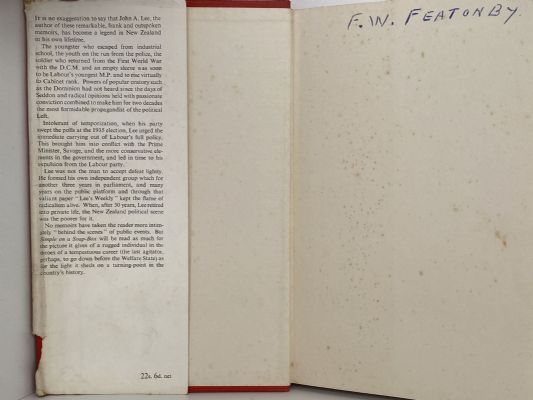 It is no exaggeration to say that John A. Lee, the
author of these remarkable, frank and outspoken
memoirs, has become a legend in New Zealand
in his own lifetime.
The youngster who escaped from industrial
school, the youth on the run from the police, the
soldier who returned from the First World War
with the D.C.M. and an empty sleeve was soon
to be Labour's youngest M.P. and to rise virtually
to Cabinet rank. Powers of popular oratory such
as the Dominion had not heard since the days of
Seddon and radical opinions held with passionate
conviction combined to make him for two decades
the most formidable propagandist of the political
Left.
Intolerant of temporization, when his party
swept the polls at the 1935 election, Lee urged the
immediate carrying out of Labour's full policy.
This brought him into conflict with the Prime
Minister, Savage, and the more conservative ele-
ments in the government, and led in time to his
expulsion from the Labour party.
Lee was not the man to accept defeat lightly.
He formed his own independent group which for
another three years in parliament, and many
years on the public platform and through that
valiant paper "Lee's Weekly" kept the flame of
radicalism alive. When, after 30 years, Lee retired
into private life, the New Zealand political scene
was the poorer for it.
No memoirs have taken the reader more intim-
ately "behind the scenes" of public events. But
Simple on a Soap-Box will be read as much for
the picture it gives of a rugged individual in the
throes of a tempestuous career (the last agitator,
perhaps, to go down before the Welfare State) as
for the light it sheds on a turning-point in the
country's history.
22s. 6d. net
F. W. FEATONBY.